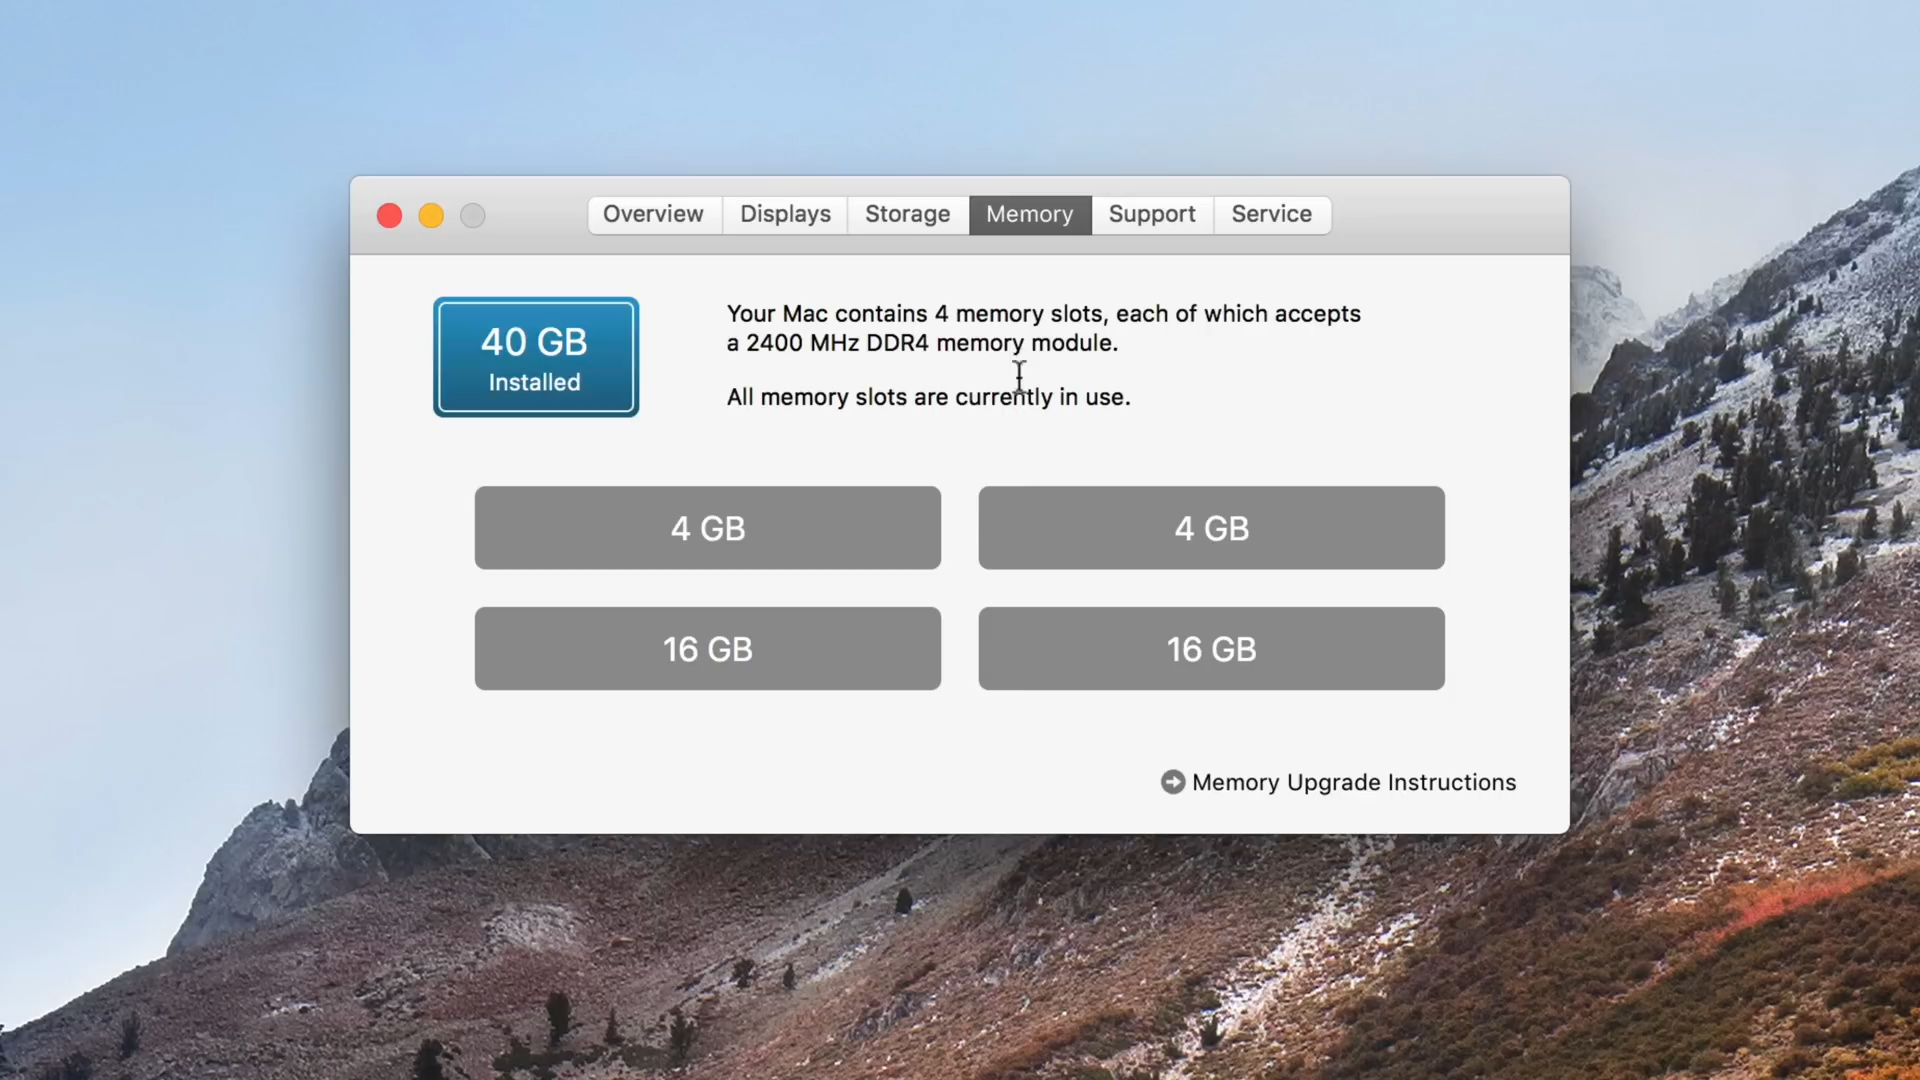 Overview Displays Storage Memory Support Service
40 GB
Installed
Your Mac contains 4 memory slots, each of which accepts
a 2400 MHz DDR4 memory module.
All memory slots are currently in use.
4 GB 4 GB
16 GB 16 GB
Memory Upgrade Instructions